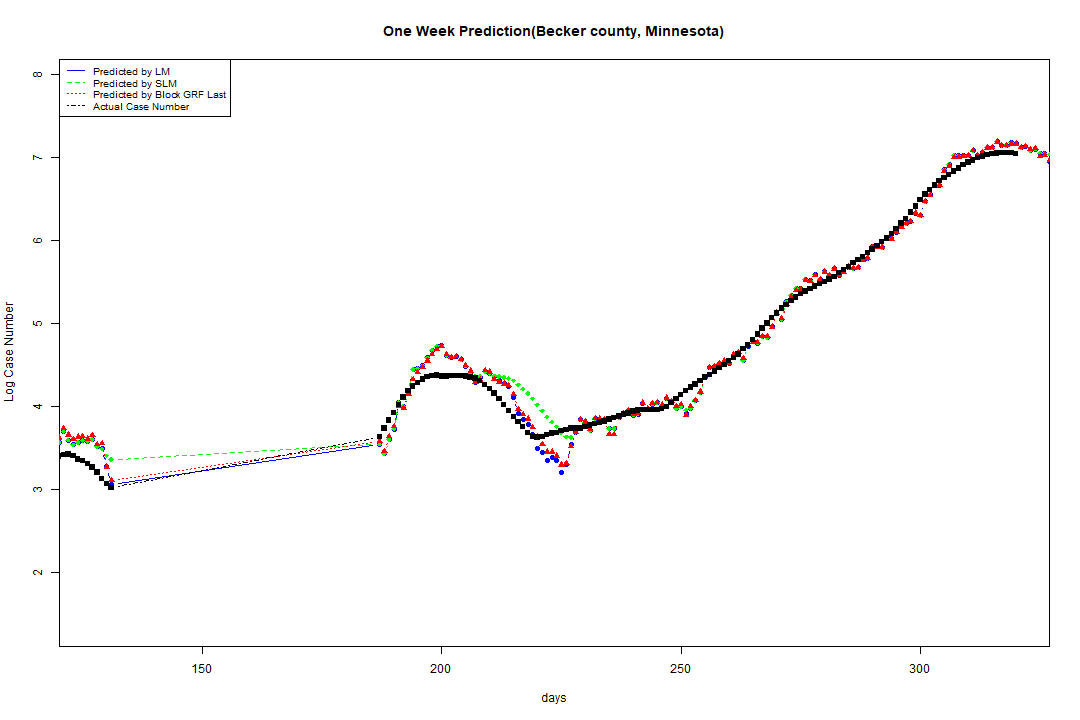 One Week Prediction(Becker county, Minnesota)
Predicted by LM
Predicted by SLM
Predicted by Block GRF Last
Actual Case Number
8
7
6
5
4
3
2
Log Case Number
150
200
250
300
days